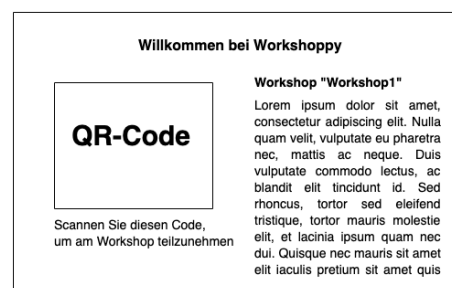 Willkommen bei Workshoppy
QR-Code
Scannen Sie diesen Code,
um am Workshop teilzunehmen
Workshop "Workshop1"
Lorem ipsum dolor sit amet,
consectetur adipiscing elit. Nulla
quam velit, vulputate eu pharetra
nec, mattis ac neque. Duis
vulputate commodo lectus, ac
blandit elit tincidunt id. Sed
rhoncus, tortor sed eleifend
tristique, tortor mauris molestie
elit, et lacinia ipsum quam nec
dui. Quisque nec mauris sit amet
elit iaculis pretium sit amet quis